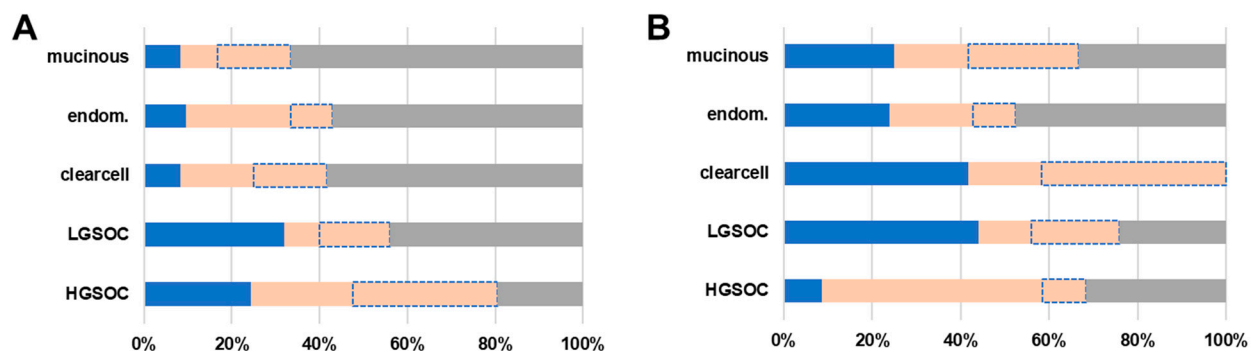 A
mucinous
endom.
clearcell
LGSOC
HGSOC
0% 20% 40% 60% 80% 100%
B
mucinous
endom.
clearcell
LGSOC
HGSOC
0% 20% 40% 60% 80% 100%